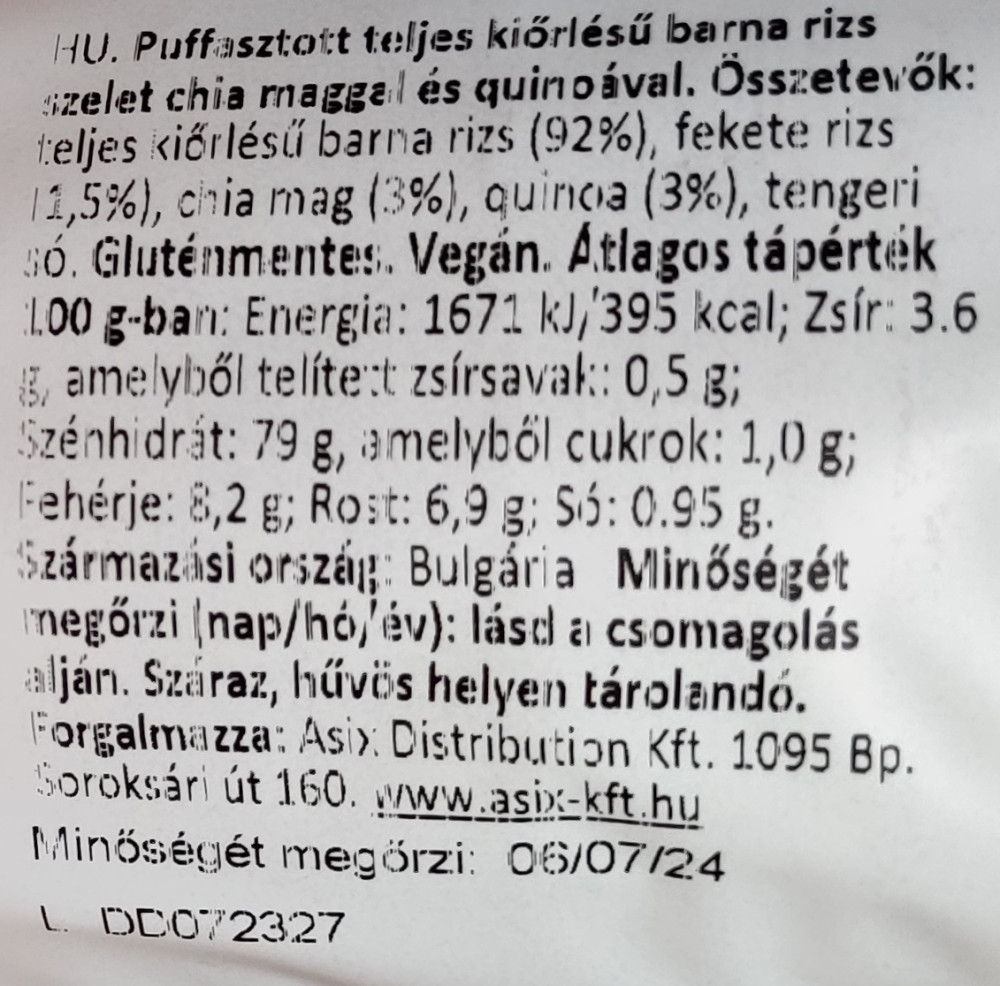 HU. Puffasztott teljes kiőrlésű barna rizs
szelet chia maggal és quinoával. Összetevők:
teljes kiőrlésű barna rizs (92%), fekete rizs
(1,5%), chia mag (3%), quinoa (3%), tengeri
só. Gluténmentes. Vegán. Átlagos tápérték
100 g-ban: Energia: 1671 kJ/395 kcal; Zsír: 3.6
g, amelyből telített zsírsavak: 0,5 g;
Szénhidrát: 79 g, amelyből cukrok: 1,0 g;
Fehérje: 8,2 g; Rost: 6,9 g; Só: 0.95 g.
Származási ország: Bulgária Minőségét
megőrzi (nap/hó/év): lásd a csomagolás
alján. Száraz, hűvös helyen tárolandó.
Forgalmazza: Asix Distribution Kft. 1095 Bp.
Soroksári út 160. www.asix-kft.hu
Minőségét megőrzi: 06/07/24
L. DD072327